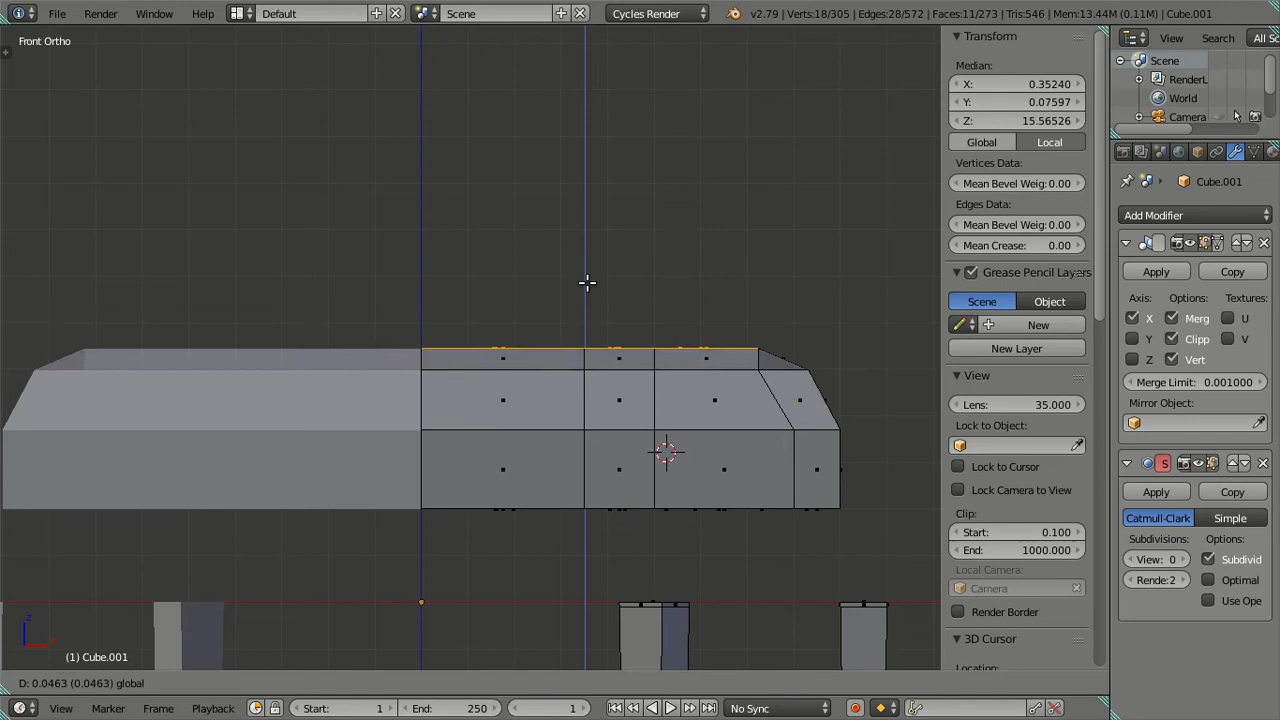 File Render Window Help Default Scene Cycles Render v2.79 | Verts:18/305 | Edges:28/572 | Faces:11/273 | Tris:546 | Mem:13.44M (0.11M) | Cube.001
Front Ortho
Transform
Median:
X: 0.35240
Y: 0.07597
Z: 15.56526
Global Local
Vertices Data:
Mean Bevel Weig: 0.00
Edges Data:
Mean Bevel Weig: 0.00
Mean Crease: 0.00
Grease Pencil Layers
Scene Object
New
New Layer
View
Lens: 35.000
Lock to Object:
Lock to Cursor
Lock Camera to View
Clip:
Start: 0.100
End: 1000.000
Local Camera:
Camera
Render Border
3D Cursor
Location:
View Search All Sc
Scene
RenderL
World
Camera
Cube.001
Add Modifier
Apply Copy
Axis: Options: Textures:
X Merg U
Y Clipp V
Z Vert
Merge Limit: 0.001000
Mirror Object:
S
Apply Copy
Catmull-Clark Simple
Subdivisions: Options:
View: 0 Subdivid
Rende: 2 Optimal
Use Ope
z
x
(1) Cube.001
D: 0.0463 (0.0463) global
View Marker Frame Playback Start: 1 End: 250 1 No Sync